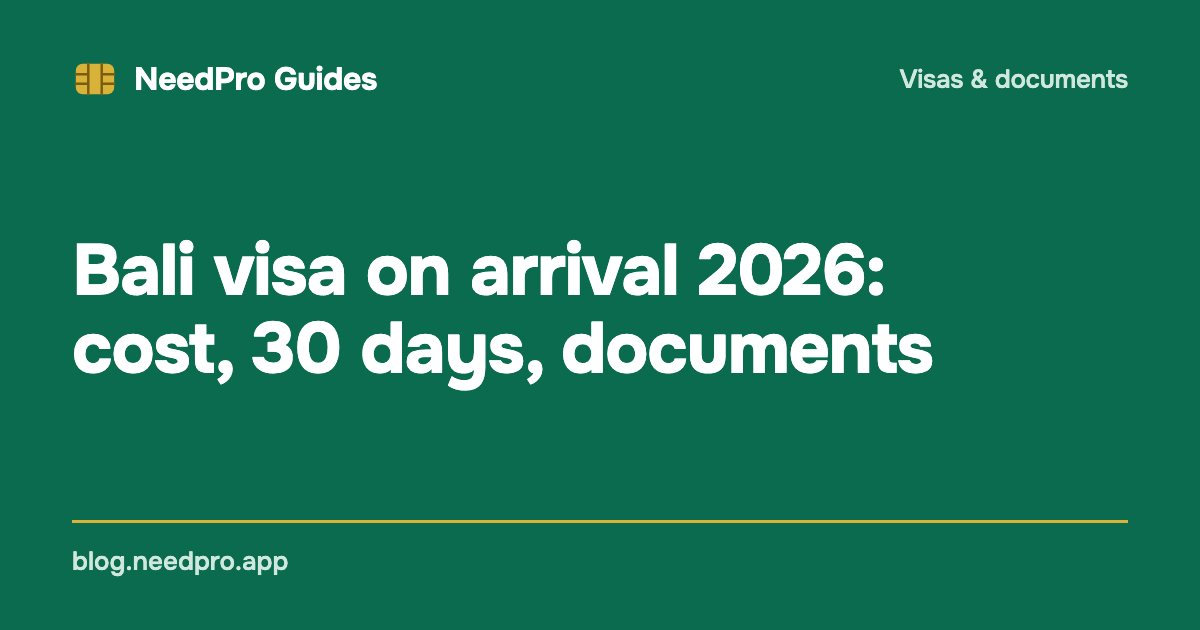 NeedPro Guides
Visas & documents
Bali visa on arrival 2026:
cost, 30 days, documents
blog.needpro.app